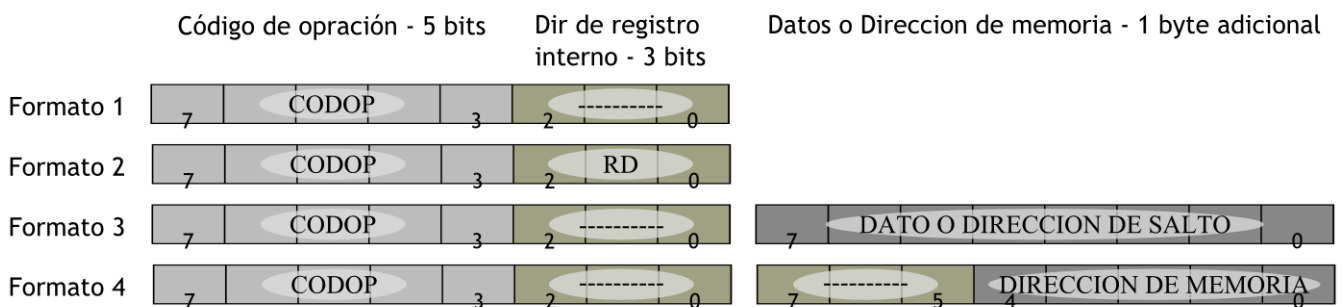 Código de opración - 5 bits
Dir de registro
interno - 3 bits
Datos o Direccion de memoria - 1 byte adicional
Formato 1
CODOP
----------
7 3 2 0
Formato 2
CODOP
RD
7 3 2 0
Formato 3
CODOP
----------
DATO O DIRECCION DE SALTO
7 3 2 0 7 0
Formato 4
CODOP
----------
----------
DIRECCION DE MEMORIA
7 3 2 0 7 5 4 0